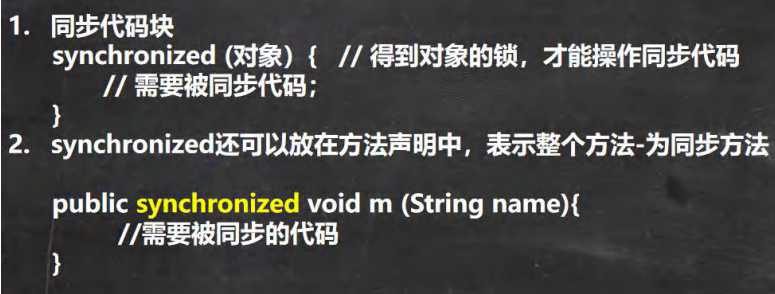 1. 同步代码块
synchronized (对象) { // 得到对象的锁，才能操作同步代码
// 需要被同步代码;
}
2. synchronized还可以放在方法声明中，表示整个方法-为同步方法
public synchronized void m (String name){
//需要被同步的代码
}